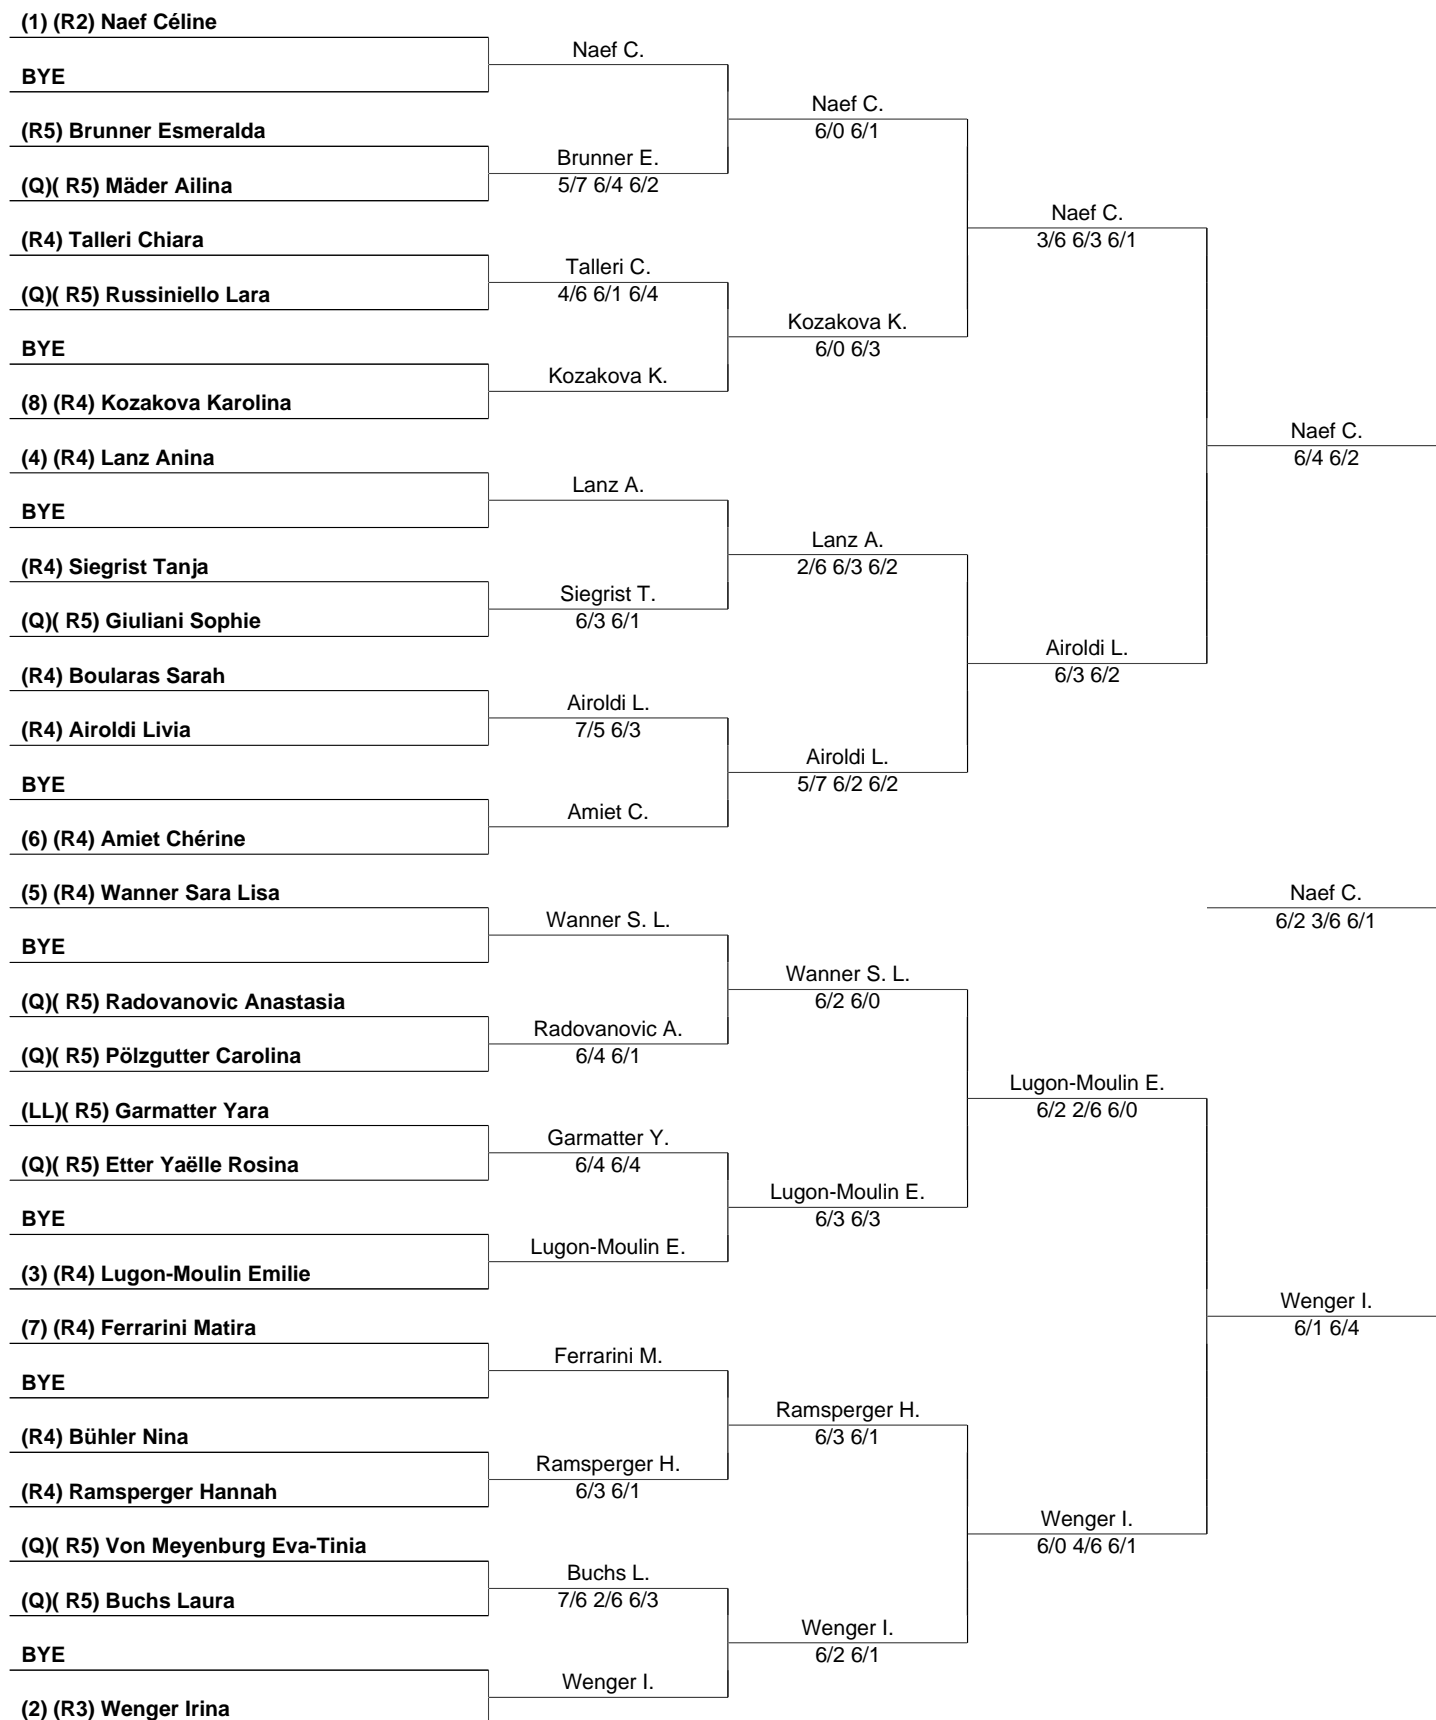 (1) (R2) Naef Céline
BYE
(R5) Brunner Esmeralda
(Q)( R5) Mäder Ailina
(R4) Talleri Chiara
(Q)( R5) Russiniello Lara
BYE
(8) (R4) Kozakova Karolina
(4) (R4) Lanz Anina
BYE
(R4) Siegrist Tanja
(Q)( R5) Giuliani Sophie
(R4) Boularas Sarah
(R4) Airoldi Livia
BYE
(6) (R4) Amiet Chérine
(5) (R4) Wanner Sara Lisa
BYE
(Q)( R5) Radovanovic Anastasia
(Q)( R5) Pölzgutter Carolina
(LL)( R5) Garmatter Yara
(Q)( R5) Etter Yaëlle Rosina
BYE
(3) (R4) Lugon-Moulin Emilie
(7) (R4) Ferrarini Matira
BYE
(R4) Bühler Nina
(R4) Ramsperger Hannah
(Q)( R5) Von Meyenburg Eva-Tinia
(Q)( R5) Buchs Laura
BYE
(2) (R3) Wenger Irina
Naef C.
Brunner E.
5/7 6/4 6/2
Talleri C.
4/6 6/1 6/4
Kozakova K.
Lanz A.
Siegrist T.
6/3 6/1
Airoldi L.
7/5 6/3
Amiet C.
Wanner S. L.
Radovanovic A.
6/4 6/1
Garmatter Y.
6/4 6/4
Lugon-Moulin E.
Ferrarini M.
Ramsperger H.
6/3 6/1
Buchs L.
7/6 2/6 6/3
Wenger I.
Naef C.
6/0 6/1
Kozakova K.
6/0 6/3
Lanz A.
2/6 6/3 6/2
Airoldi L.
5/7 6/2 6/2
Wanner S. L.
6/2 6/0
Lugon-Moulin E.
6/3 6/3
Ramsperger H.
6/3 6/1
Wenger I.
6/2 6/1
Naef C.
3/6 6/3 6/1
Airoldi L.
6/3 6/2
Lugon-Moulin E.
6/2 2/6 6/0
Wenger I.
6/0 4/6 6/1
Naef C.
6/4 6/2
Naef C.
6/2 3/6 6/1
Wenger I.
6/1 6/4